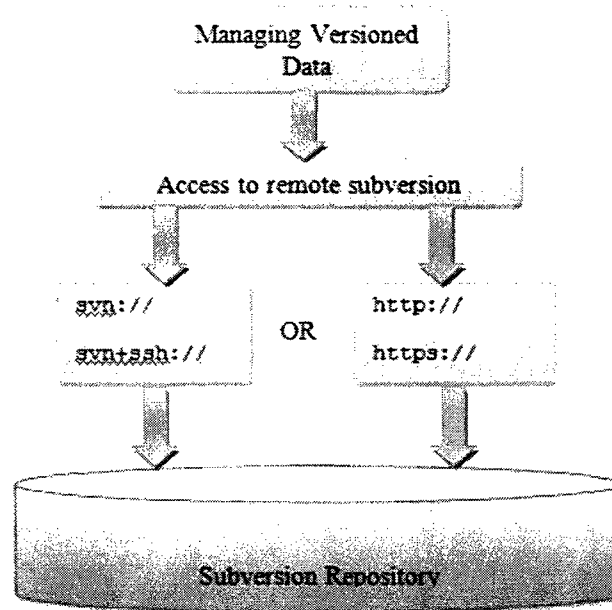 Managing Versioned
Data
Access to remote subversion
svn://
svn+ssh://
OR
http://
https://
Subversion Repository